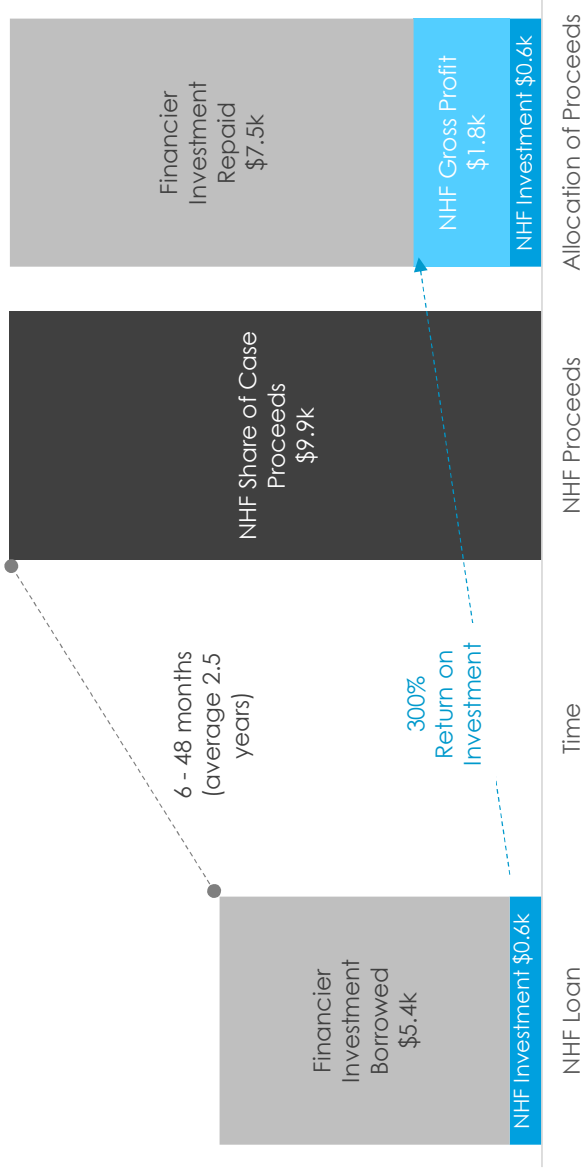 Financier
Investment
Borrowed
$5.4k
NHF Investment $0.6k
NHF Loan
6 - 48 months
(average 2.5
years)
300%
Return on
Investment
Time
NHF Share of Case
Proceeds
$9.9k
NHF Proceeds
Financier
Investment
Repaid
$7.5k
NHF Gross Profit
$1.8k
NHF Investment $0.6k
Allocation of Proceeds